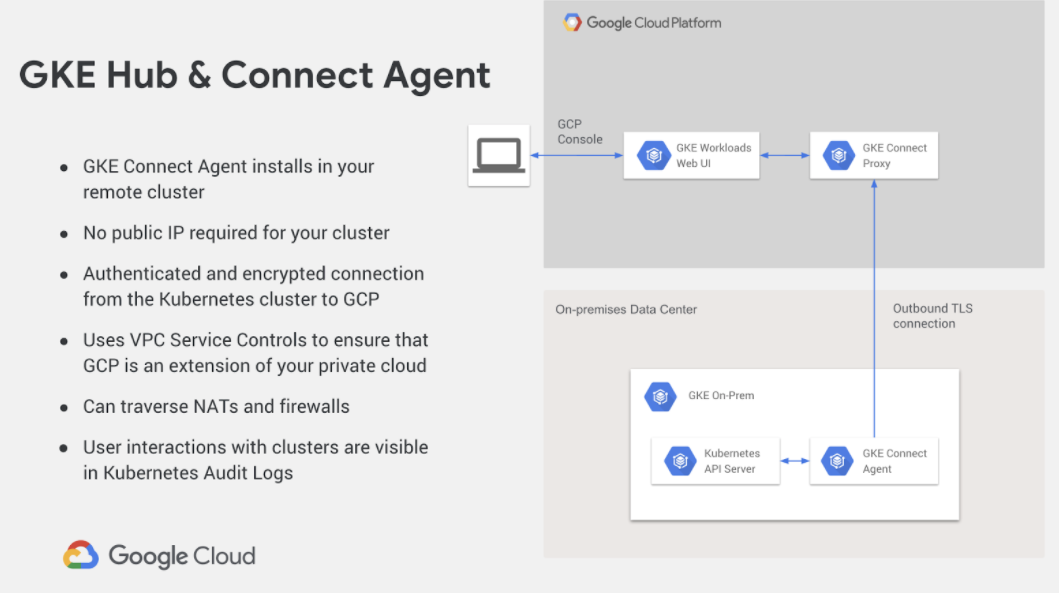 GKE Hub & Connect Agent
● GKE Connect Agent installs in your
remote cluster
● No public IP required for your cluster
● Authenticated and encrypted connection
from the Kubernetes cluster to GCP
● Uses VPC Service Controls to ensure that
GCP is an extension of your private cloud
● Can traverse NATs and firewalls
● User interactions with clusters are visible
in Kubernetes Audit Logs
Google Cloud
Google Cloud Platform
GCP
Console
GKE Workloads
Web UI
GKE Connect
Proxy
On-premises Data Center
Outbound TLS
connection
GKE On-Prem
Kubernetes
API Server
GKE Connect
Agent